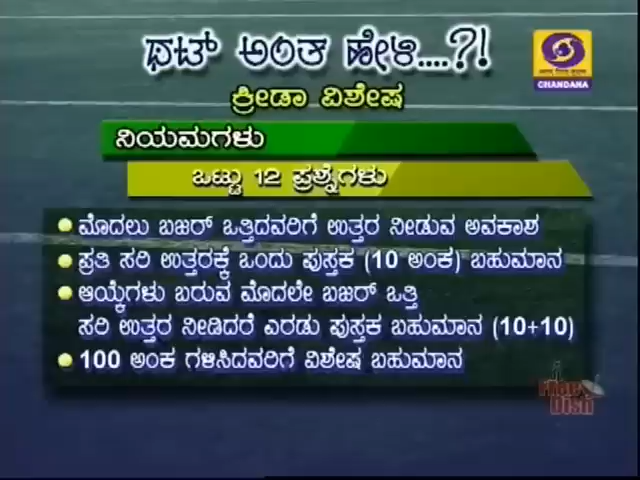 ಥಟ್ ಅಂತ ಹೇಳಿ....?!
CHANDANA
ಕ್ರೀಡಾ ವಿಶೇಷ
ನಿಯಮಗಳು
ಒಟ್ಟು 12 ಪ್ರಶ್ನೆಗಳು
ಮೊದಲು ಬಜರ್ ಒತ್ತಿದವರಿಗೆ ಉತ್ತರ ನೀಡುವ ಅವಕಾಶ
ಪ್ರತಿ ಸರಿ ಉತ್ತರಕ್ಕೆ ಒಂದು ಪುಸ್ತಕ (10 ಅಂಕ) ಬಹುಮಾನ
ಆಯ್ಕೆಗಳು ಬರುವ ಮೊದಲೇ ಬಜರ್ ಒತ್ತಿ
ಸರಿ ಉತ್ತರ ನೀಡಿದರೆ ಎರಡು ಪುಸ್ತಕ ಬಹುಮಾನ (10+10)
100 ಅಂಕ ಗಳಿಸಿದವರಿಗೆ ವಿಶೇಷ ಬಹುಮಾನ
Free
Dish